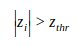 |z_i| > z_thr